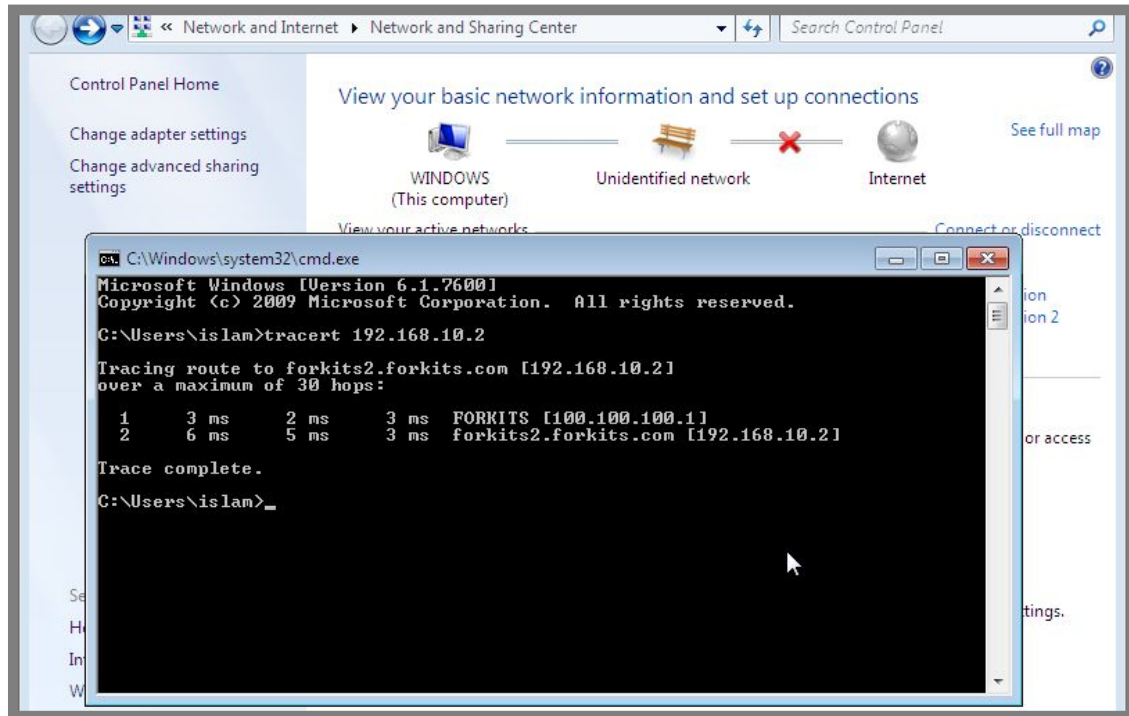 « Network and Internet ▸ Network and Sharing Center
Search Control Panel
Control Panel Home
Change adapter settings
Change advanced sharing
settings
View your basic network information and set up connections
See full map
WINDOWS
(This computer)
Unidentified network
Internet
View your active networks
Connect or disconnect
C:\Windows\system32\cmd.exe
Microsoft Windows [Version 6.1.7600]
Copyright (c) 2009 Microsoft Corporation.  All rights reserved.
C:\Users\islam>tracert 192.168.10.2
Tracing route to forkits2.forkits.com [192.168.10.2]
over a maximum of 30 hops:
1     3 ms     2 ms     3 ms  FORKITS [100.100.100.1]
2     6 ms     5 ms     3 ms  forkits2.forkits.com [192.168.10.2]
Trace complete.
C:\Users\islam>_
ion
ion 2
or access
ttings.
Se
H
In
W